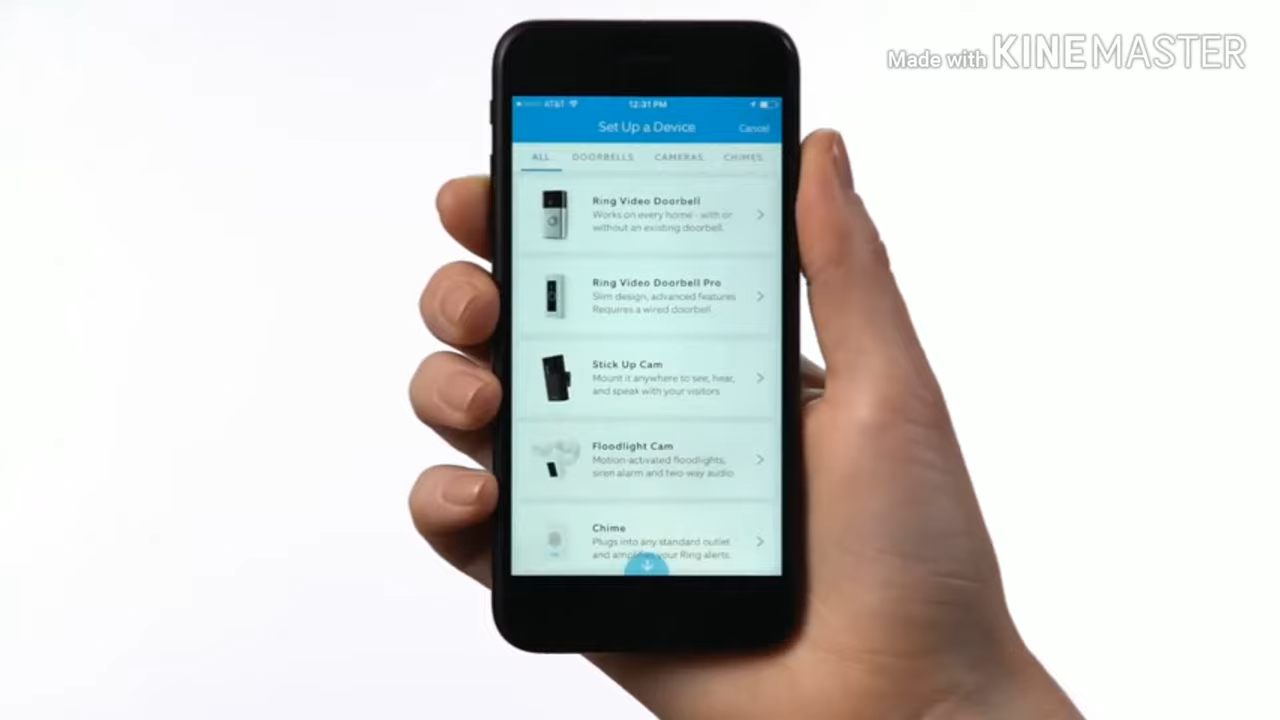 Made with KINEMASTER
AT&T 12:31 PM
Set Up a Device Cancel
ALL DOORBELLS CAMERAS CHIMES
Ring Video Doorbell
Works on every home - with or
without an existing doorbell.
Ring Video Doorbell Pro
Slim design, advanced features
Requires a wired doorbell
Stick Up Cam
Mount it anywhere to see, hear,
and speak with your visitors
Floodlight Cam
Motion-activated floodlights,
siren alarm and two-way audio
Chime
Plugs into any standard outlet
and amplifies your Ring alerts.